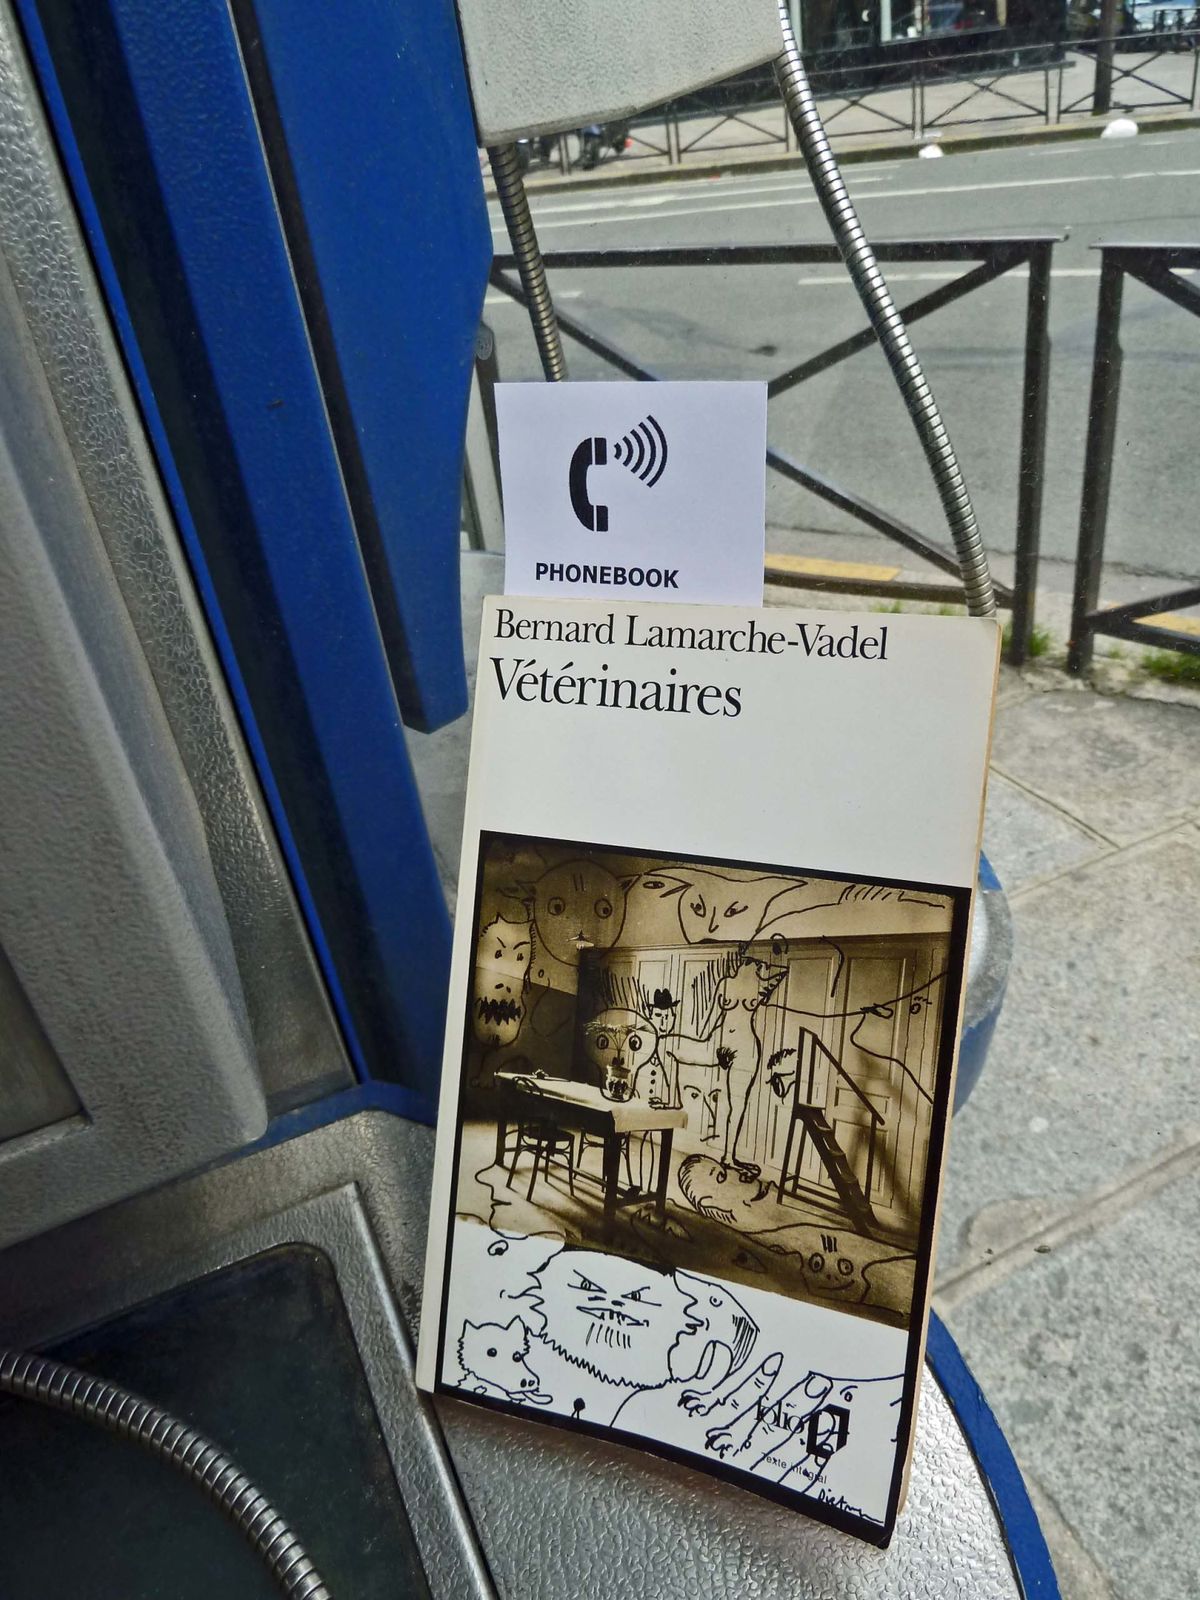 PHONEBOOK
Bernard Lamarche-Vadel
Vétérinaires
folio
Texte intégral